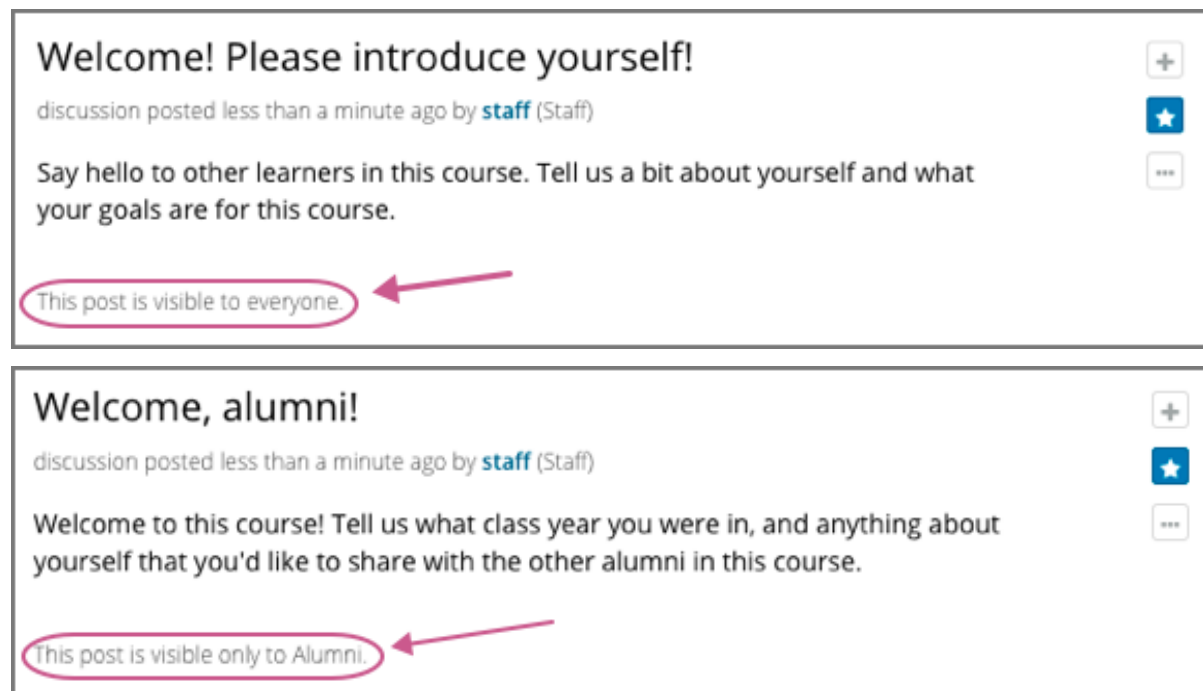 Welcome! Please introduce yourself!
discussion posted less than a minute ago by staff (Staff)
Say hello to other learners in this course. Tell us a bit about yourself and what
your goals are for this course.
This post is visible to everyone.
Welcome, alumni!
discussion posted less than a minute ago by staff (Staff)
Welcome to this course! Tell us what class year you were in, and anything about
yourself that you'd like to share with the other alumni in this course.
This post is visible only to Alumni.